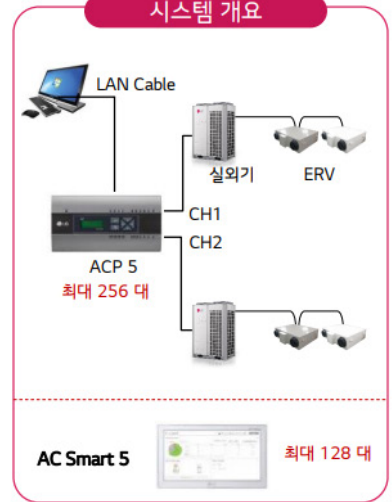 시스템 개요
LAN Cable
실외기
ERV
CH1
CH2
ACP 5
최대 256 대
AC Smart 5
최대 128 대